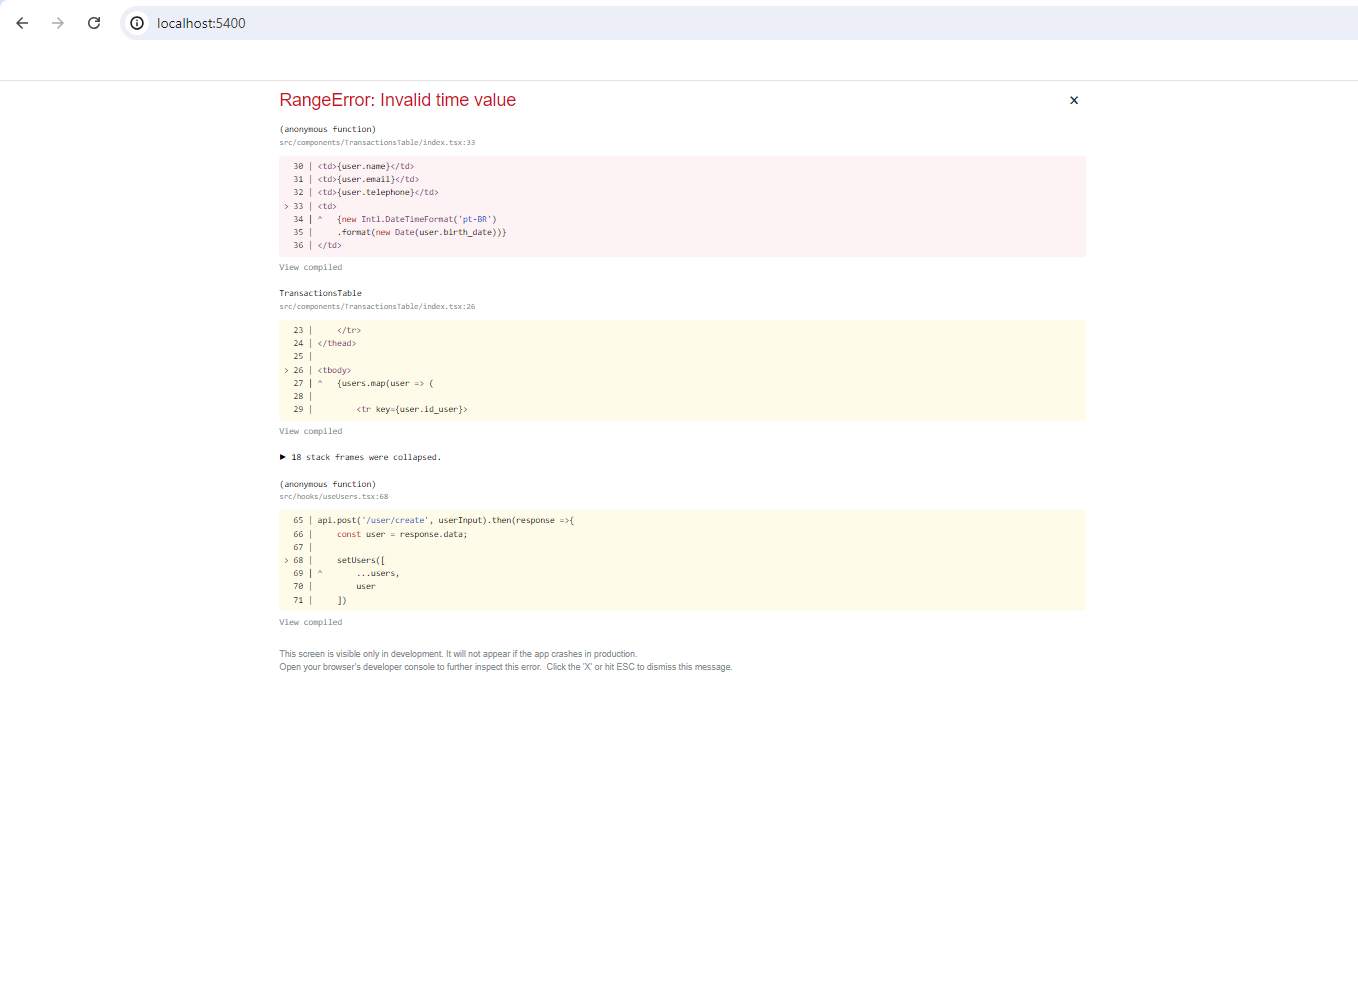 localhost:5400
RangeError: Invalid time value
×
(anonymous function)
src/components/TransactionsTable/index.tsx:33
30 | <td>{user.name}</td>
31 | <td>{user.email}</td>
32 | <td>{user.telephone}</td>
> 33 | <td>
34 | ^   {new Intl.DateTimeFormat('pt-BR')
35 |     .format(new Date(user.birth_date))}
36 | </td>
View compiled
TransactionsTable
src/components/TransactionsTable/index.tsx:26
23 |     </tr>
24 | </thead>
25 |
> 26 | <tbody>
27 | ^   {users.map(user => (
28 |
29 |         <tr key={user.id_user}>
View compiled
▶ 18 stack frames were collapsed.
(anonymous function)
src/hooks/useUsers.tsx:68
65 | api.post('/user/create', userInput).then(response =>{
66 |     const user = response.data;
67 |
> 68 |     setUsers([
69 | ^       ...users,
70 |         user
71 |     ])
View compiled
This screen is visible only in development. It will not appear if the app crashes in production.
Open your browser's developer console to further inspect this error.  Click the 'X' or hit ESC to dismiss this message.